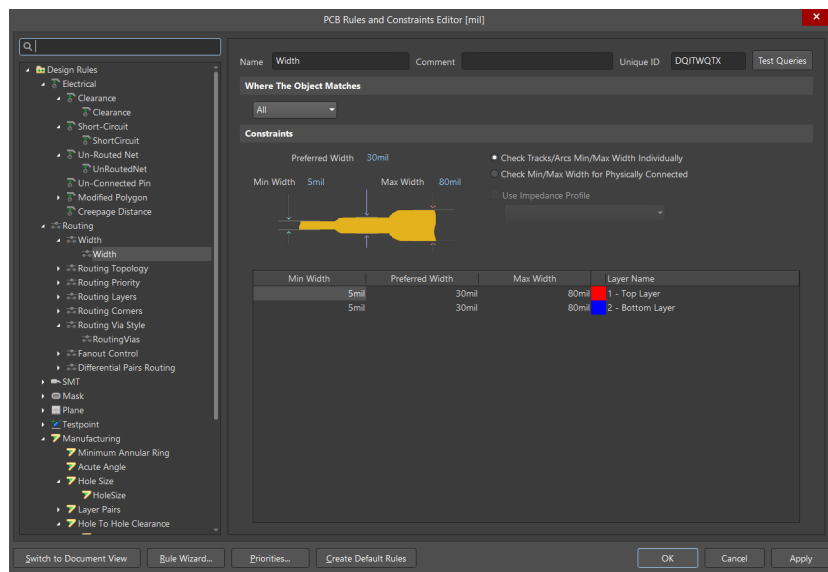 PCB Rules and Constraints Editor [mil]
Design Rules
Electrical
Clearance
Clearance
Short-Circuit
ShortCircuit
Un-Routed Net
UnRoutedNet
Un-Connected Pin
Modified Polygon
Creepage Distance
Routing
Width
Width
Routing Topology
Routing Priority
Routing Layers
Routing Corners
Routing Via Style
RoutingVias
Fanout Control
Differential Pairs Routing
SMT
Mask
Plane
Testpoint
Manufacturing
Minimum Annular Ring
Acute Angle
Hole Size
HoleSize
Layer Pairs
Hole To Hole Clearance
Name Width Comment Unique ID DQITWQTX Test Queries
Where The Object Matches
All
Constraints
Preferred Width 30mil
Min Width 5mil Max Width 80mil
Check Tracks/Arcs Min/Max Width Individually
Check Min/Max Width for Physically Connected
Use Impedance Profile
Min Width Preferred Width Max Width Layer Name
5mil 30mil 80mil 1 - Top Layer
5mil 30mil 80mil 2 - Bottom Layer
Switch to Document View Rule Wizard... Priorities... Create Default Rules OK Cancel Apply